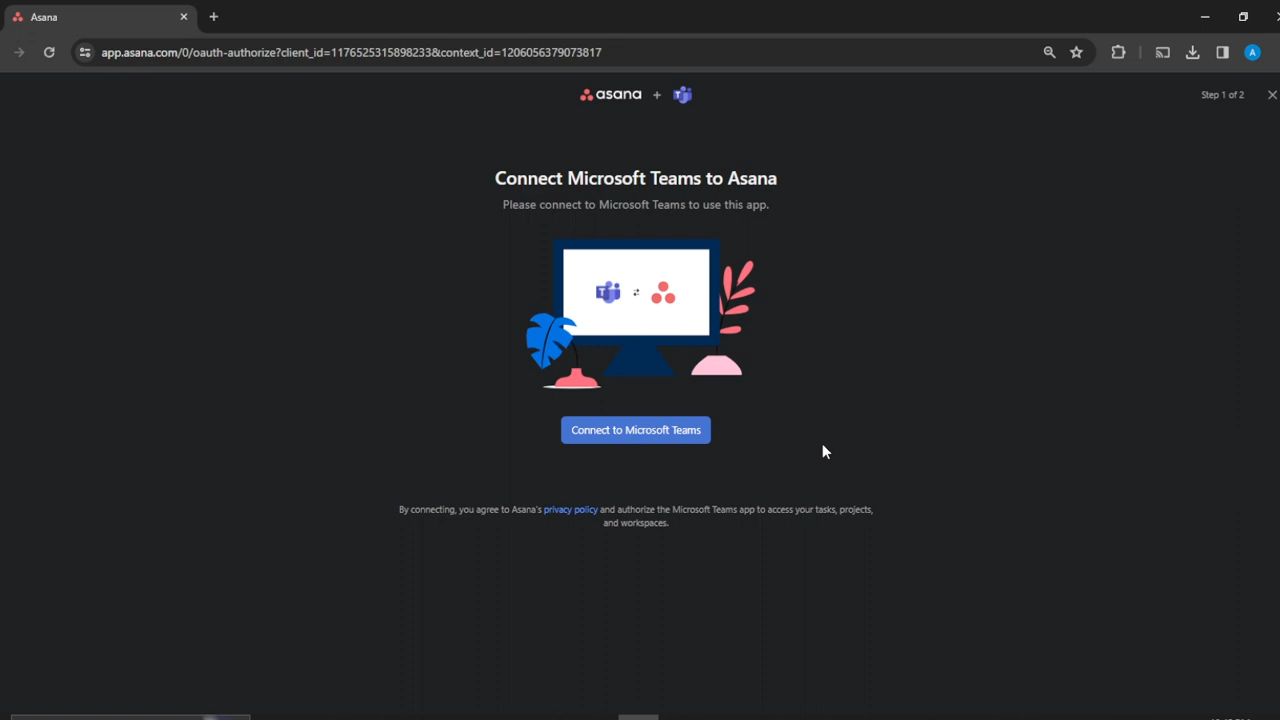 Asana
app.asana.com/0/oauth-authorize?client_id=1176525315898233&context_id=1206056379073817
A
asana +
Step 1 of 2
Connect Microsoft Teams to Asana
Please connect to Microsoft Teams to use this app.
Connect to Microsoft Teams
By connecting, you agree to Asana's privacy policy and authorize the Microsoft Teams app to access your tasks, projects,
and workspaces.